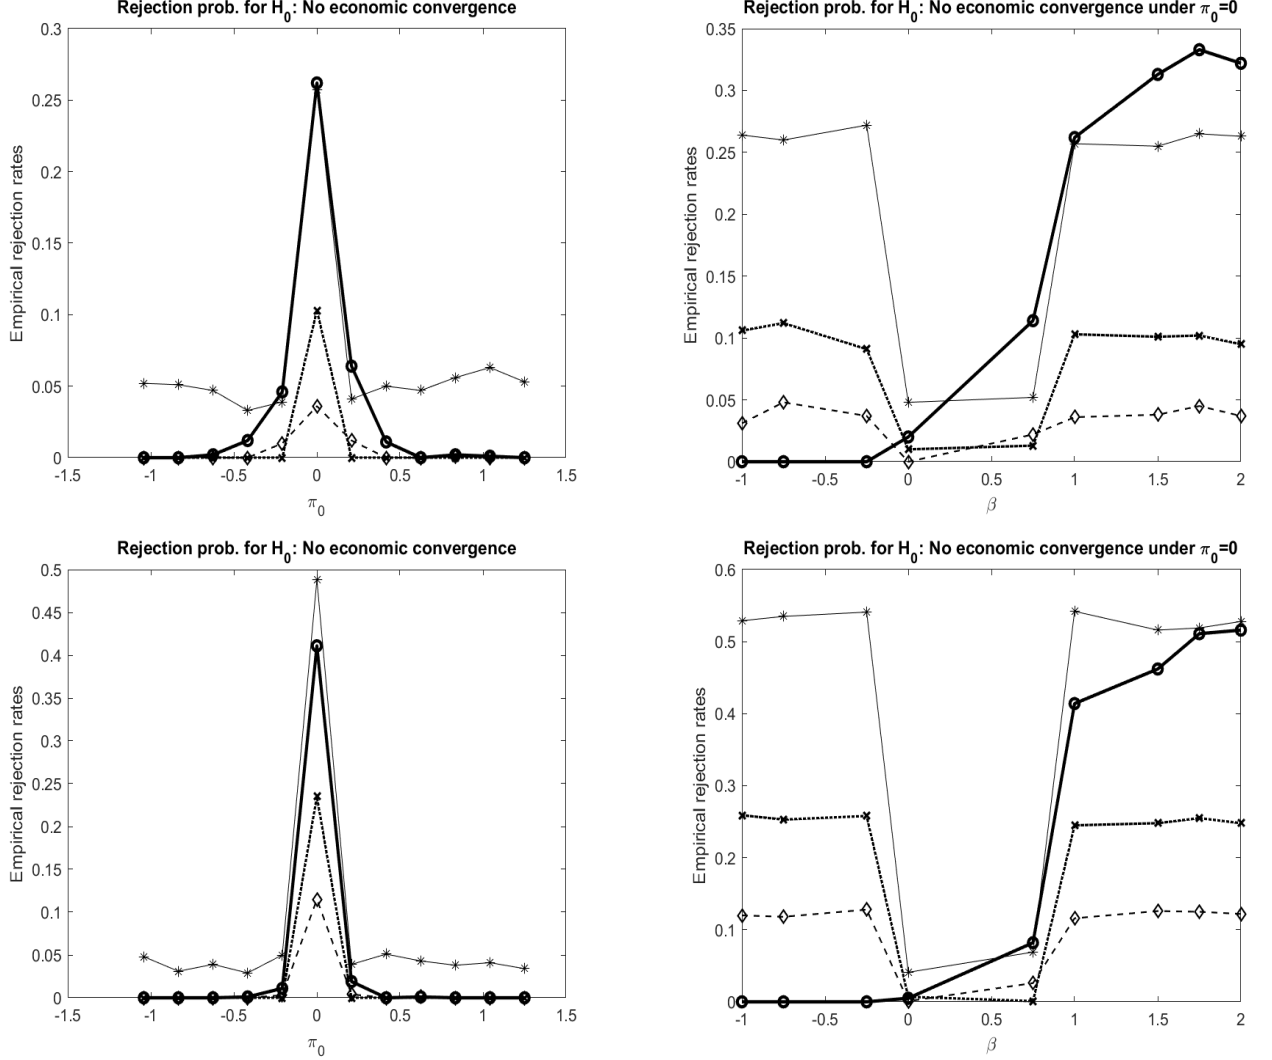 Rejection prob. for H0: No economic convergence
0.3
0.25
0.2
0.15
0.1
0.05
0
Empirical rejection rates
-1.5 -1 -0.5 0 0.5 1 1.5
π0
Rejection prob. for H0: No economic convergence under π0=0
0.35
0.3
0.25
0.2
0.15
0.1
0.05
0
Empirical rejection rates
-1 -0.5 0 0.5 1 1.5 2
β
Rejection prob. for H0: No economic convergence
0.5
0.45
0.4
0.35
0.3
0.25
0.2
0.15
0.1
0.05
0
Empirical rejection rates
-1.5 -1 -0.5 0 0.5 1 1.5
π0
Rejection prob. for H0: No economic convergence under π0=0
0.6
0.5
0.4
0.3
0.2
0.1
0
Empirical rejection rates
-1 -0.5 0 0.5 1 1.5 2
β